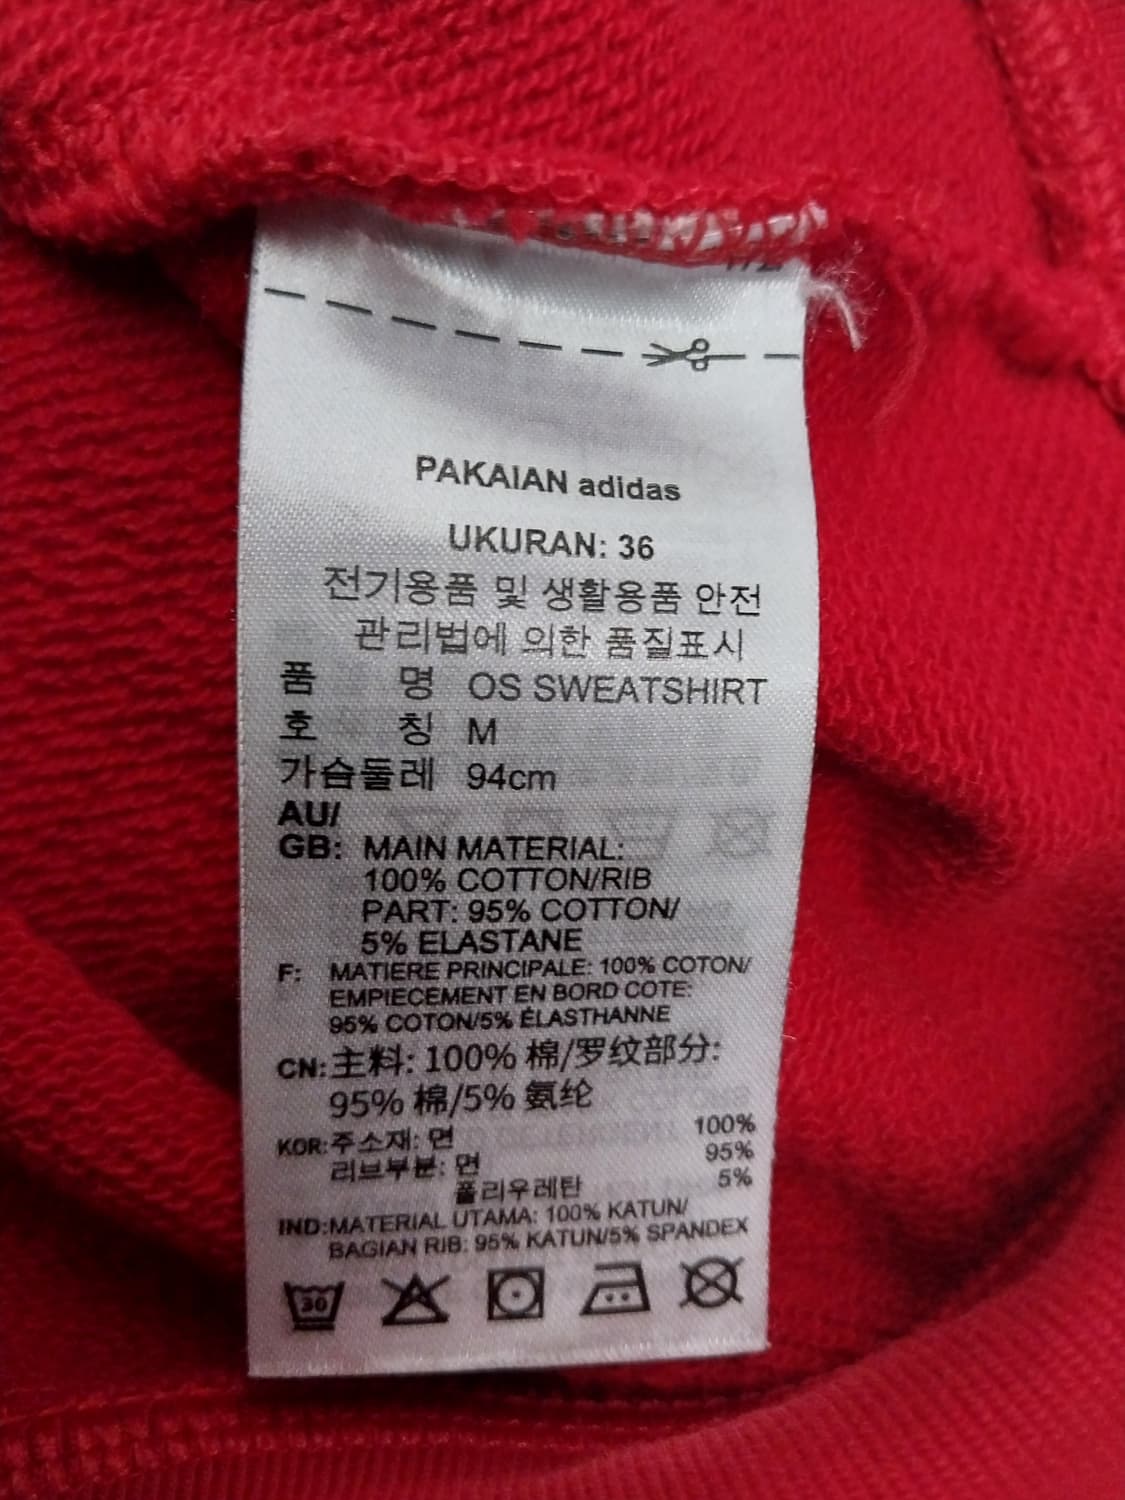 PAKAIAN adidas
UKURAN: 36
전기용품 및 생활용품 안전
관리법에 의한 품질표시
품 명 OS SWEATSHIRT
호 칭 M
가슴둘레 94cm
AU/
GB: MAIN MATERIAL:
100% COTTON/RIB
PART: 95% COTTON/
5% ELASTANE
F: MATIERE PRINCIPALE: 100% COTON/
EMPIECEMENT EN BORD COTE:
95% COTON/5% ÉLASTHANNE
CN: 主料: 100% 棉/罗纹部分:
95% 棉/5% 氨纶
KOR: 주소재: 면 100%
리브부분: 면 95%
폴리우레탄 5%
IND: MATERIAL UTAMA: 100% KATUN/
BAGIAN RIB: 95% KATUN/5% SPANDEX
30